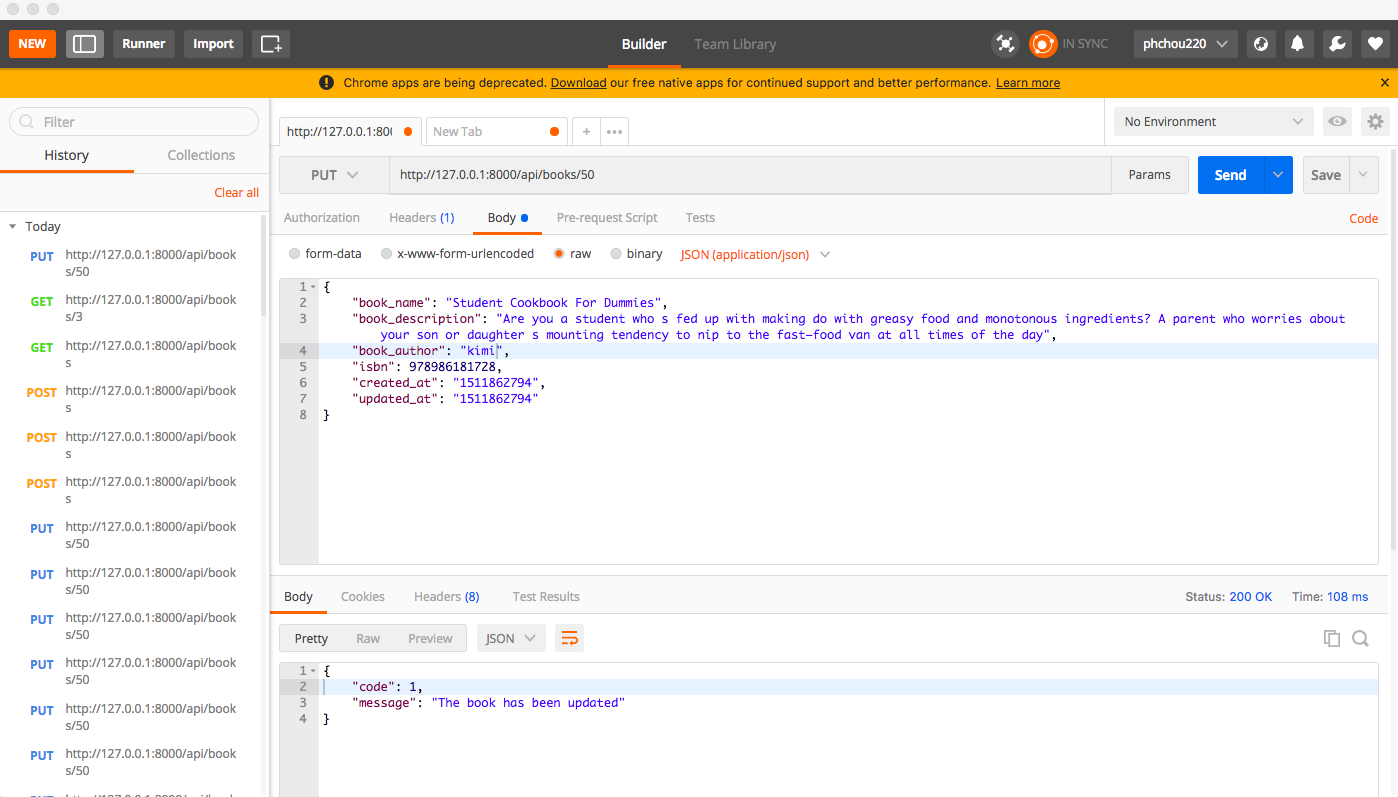 NEW Runner Import Builder Team Library IN SYNC phchou220
Chrome apps are being deprecated. Download our free native apps for continued support and better performance. Learn more
Filter
History Collections
Clear all
Today
PUT http://127.0.0.1:8000/api/book
s/50
GET http://127.0.0.1:8000/api/book
s/3
GET http://127.0.0.1:8000/api/book
s
POST http://127.0.0.1:8000/api/book
s
POST http://127.0.0.1:8000/api/book
s
POST http://127.0.0.1:8000/api/book
s
PUT http://127.0.0.1:8000/api/book
s/50
PUT http://127.0.0.1:8000/api/book
s/50
PUT http://127.0.0.1:8000/api/book
s/50
PUT http://127.0.0.1:8000/api/book
s/50
PUT http://127.0.0.1:8000/api/book
s/50
PUT http://127.0.0.1:8000/api/book
s/50
http://127.0.0.1:80 New Tab + ••• No Environment
PUT http://127.0.0.1:8000/api/books/50 Params Send Save
Authorization Headers (1) Body Pre-request Script Tests Code
form-data x-www-form-urlencoded raw binary JSON (application/json)
1 {
2 "book_name": "Student Cookbook For Dummies",
3 "book_description": "Are you a student who s fed up with making do with greasy food and monotonous ingredients? A parent who worries about
your son or daughter s mounting tendency to nip to the fast-food van at all times of the day",
4 "book_author": "kimi",
5 "isbn": 978986181728,
6 "created_at": "1511862794",
7 "updated_at": "1511862794"
8 }
Body Cookies Headers (8) Test Results Status: 200 OK Time: 108 ms
Pretty Raw Preview JSON
1 {
2 "code": 1,
3 "message": "The book has been updated"
4 }